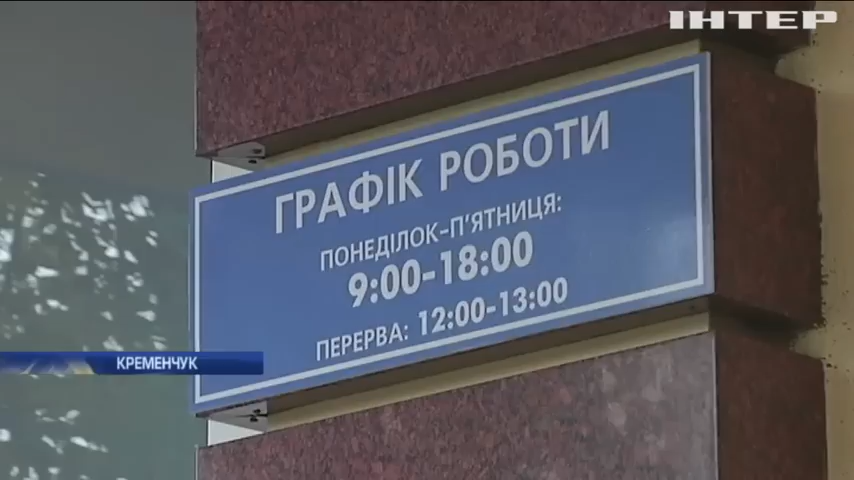 ІНТЕР
ГРАФІК РОБОТИ
ПОНЕДІЛОК-П'ЯТНИЦЯ:
9:00-18:00
ПЕРЕРВА: 12:00-13:00
КРЕМЕНЧУК